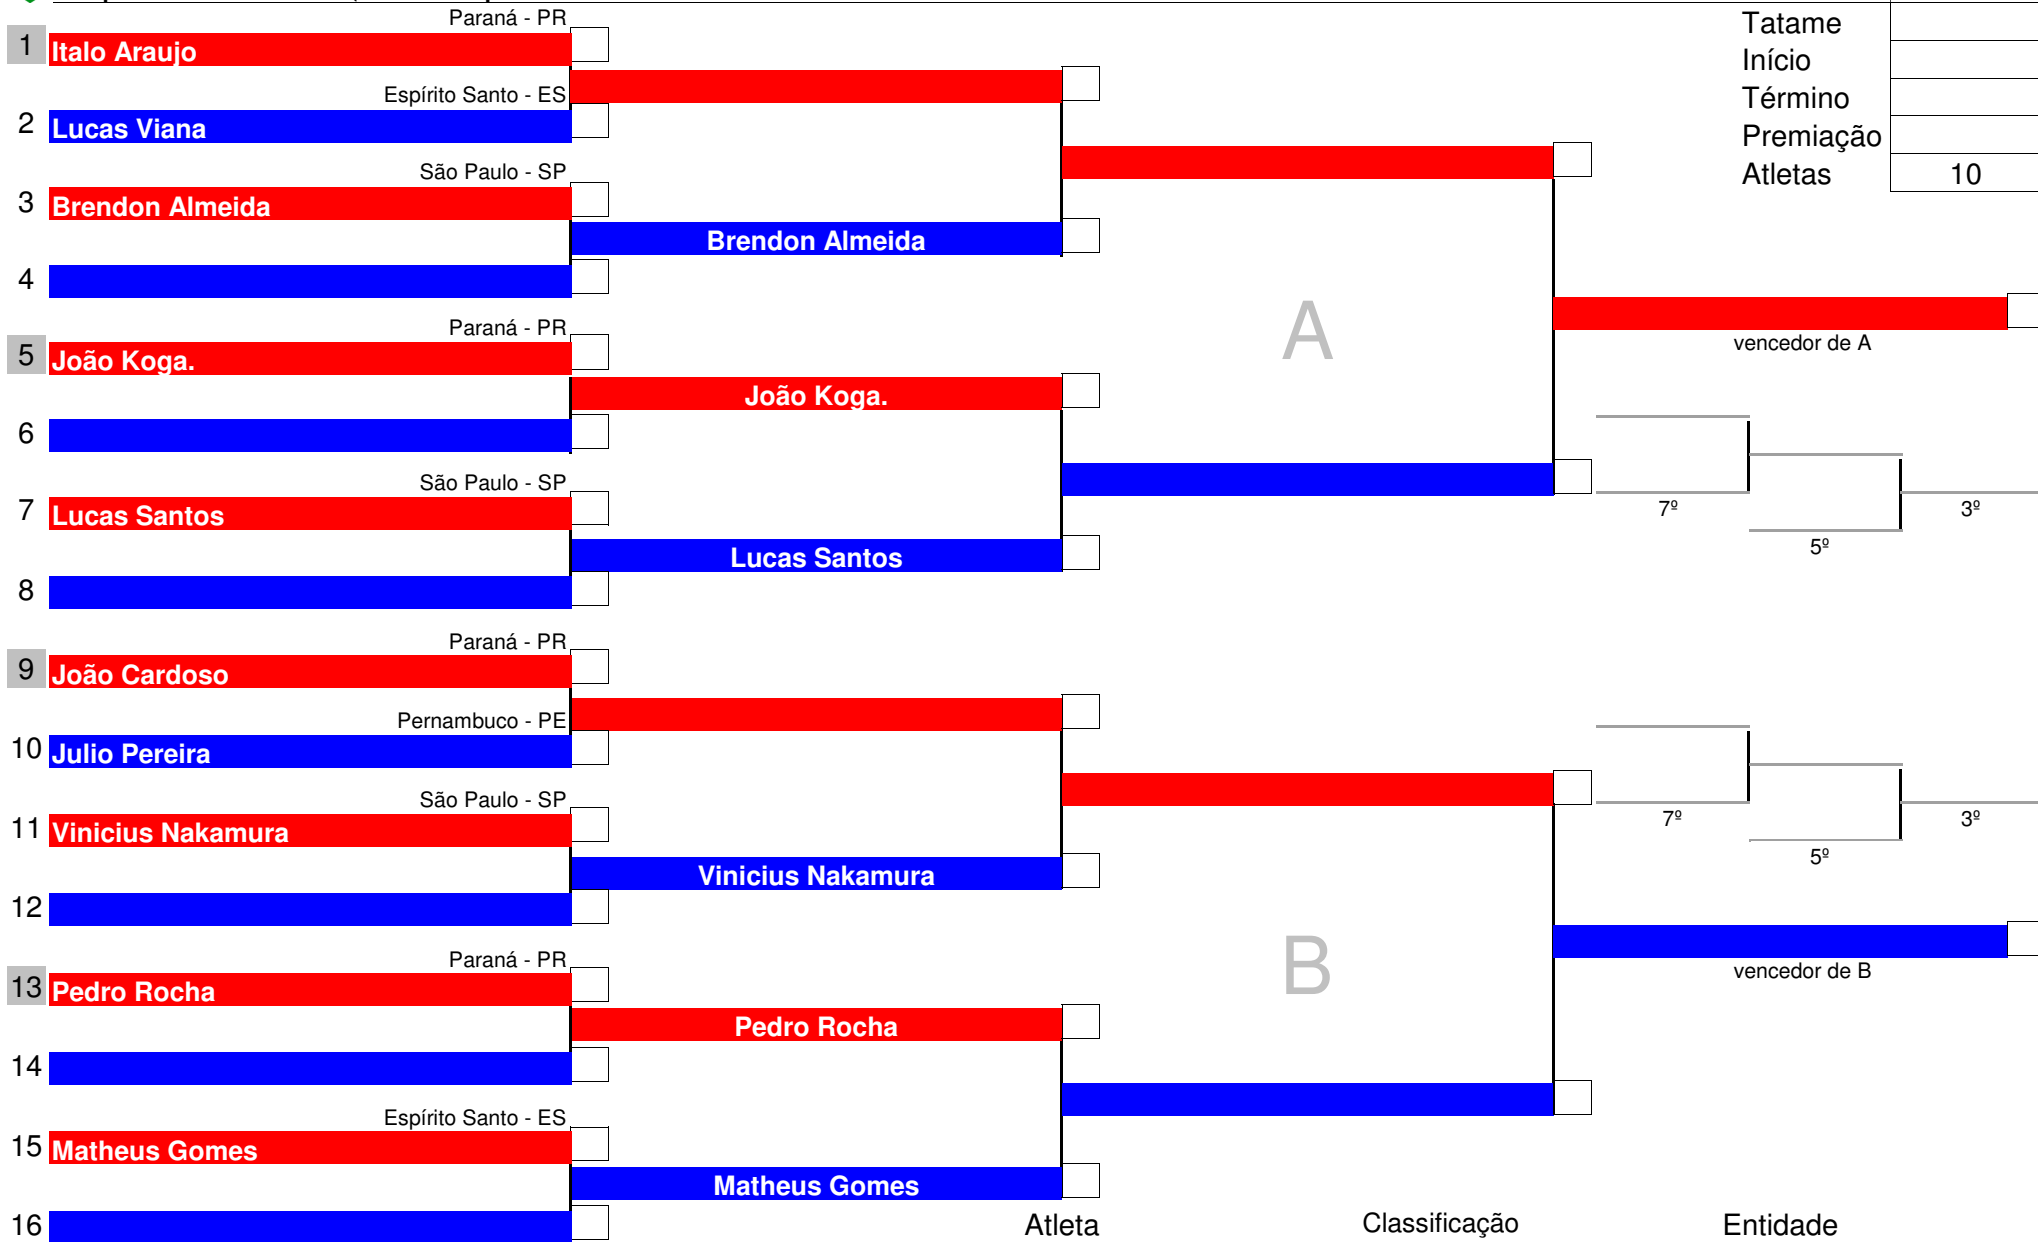 Paraná - PR
1 Italo Araujo
Espírito Santo - ES
2 Lucas Viana
São Paulo - SP
3 Brendon Almeida
Brendon Almeida
4
Paraná - PR
5 João Koga.
João Koga.
6
São Paulo - SP
7 Lucas Santos
Lucas Santos
8
Paraná - PR
9 João Cardoso
Pernambuco - PE
10 Julio Pereira
São Paulo - SP
11 Vinicius Nakamura
Vinicius Nakamura
12
Paraná - PR
13 Pedro Rocha
Pedro Rocha
14
Espírito Santo - ES
15 Matheus Gomes
Matheus Gomes
16
A
B
Tatame
Início
Término
Premiação
Atletas 10
vencedor de A
7º
3º
5º
7º
3º
5º
vencedor de B
Atleta Classificação Entidade